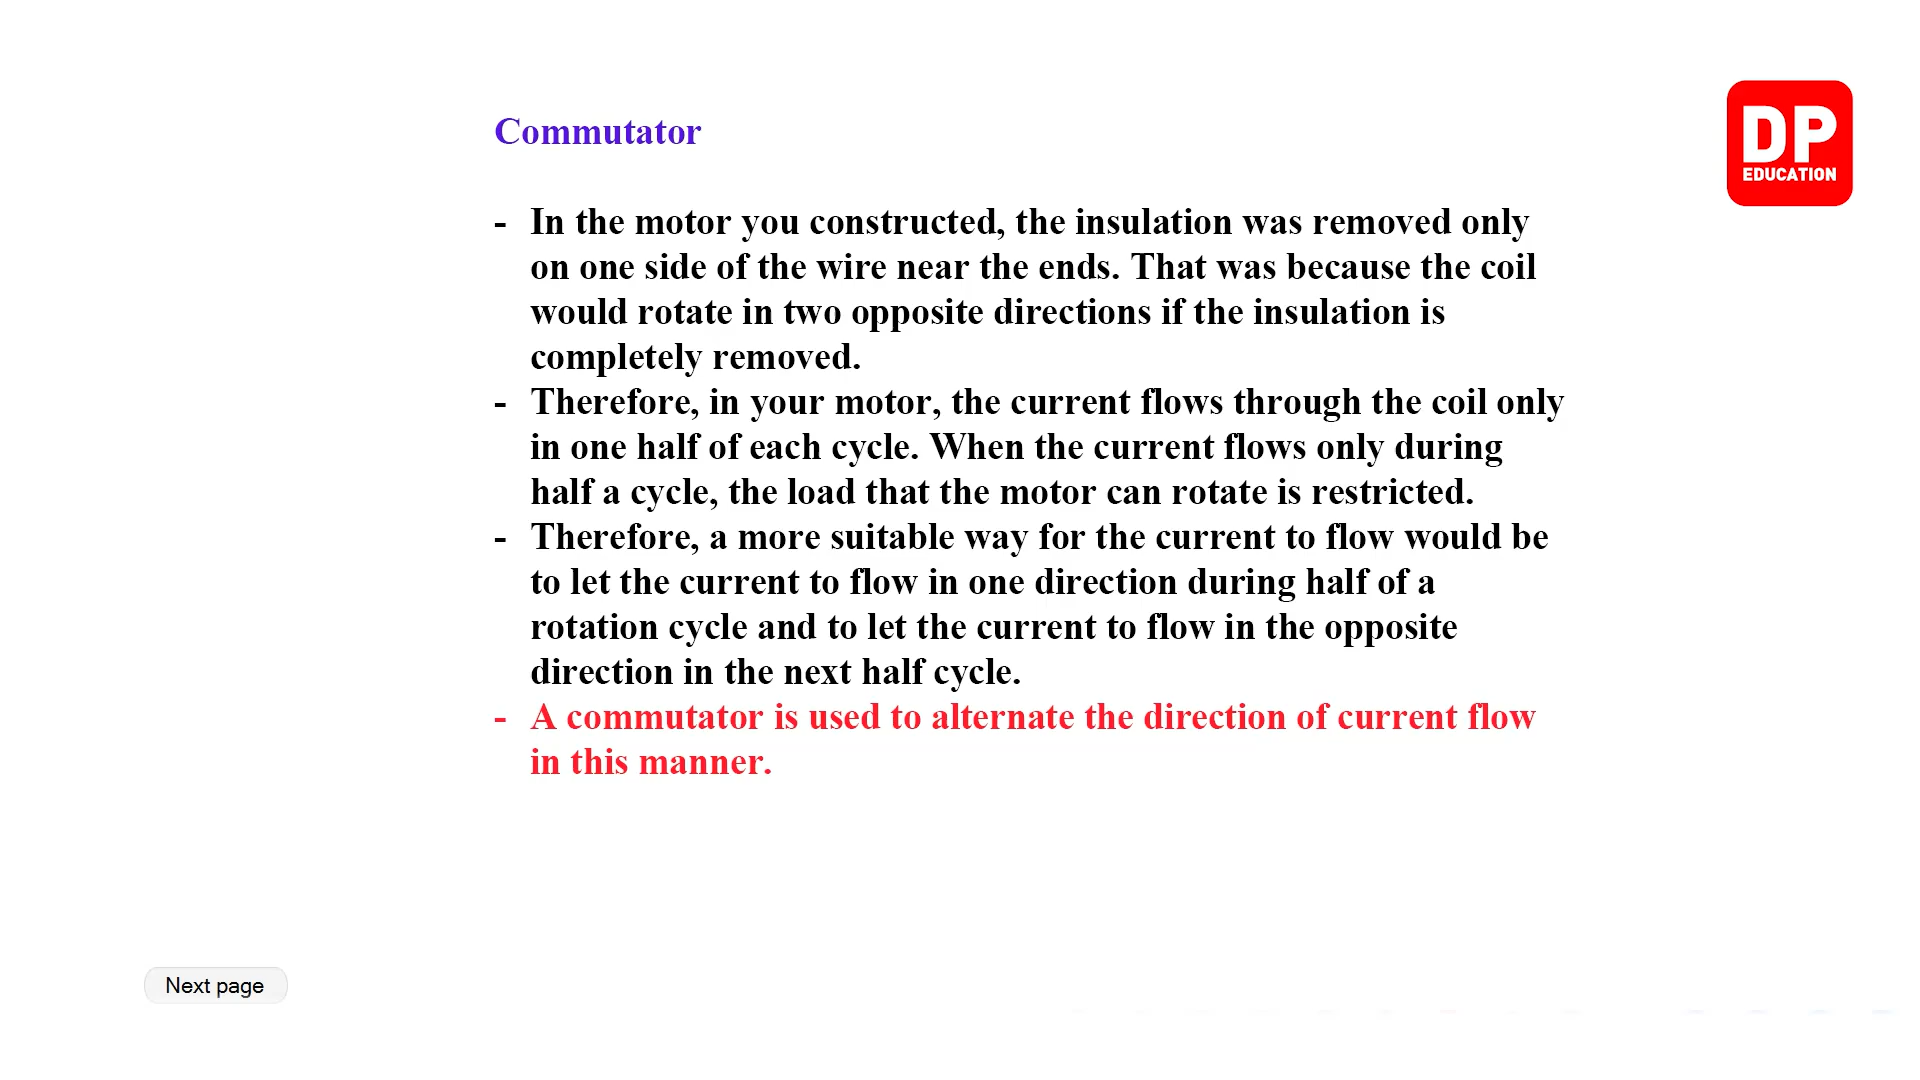 Commutator
DP
EDUCATION
- In the motor you constructed, the insulation was removed only
on one side of the wire near the ends. That was because the coil
would rotate in two opposite directions if the insulation is
completely removed.
- Therefore, in your motor, the current flows through the coil only
in one half of each cycle. When the current flows only during
half a cycle, the load that the motor can rotate is restricted.
- Therefore, a more suitable way for the current to flow would be
to let the current to flow in one direction during half of a
rotation cycle and to let the current to flow in the opposite
direction in the next half cycle.
- A commutator is used to alternate the direction of current flow
in this manner.
Next page